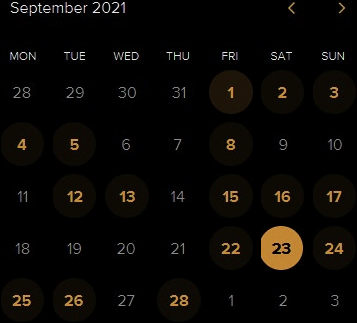 September 2021
MON TUE WED THU FRI SAT SUN
28 29 30 31 1 2 3
4 5 6 7 8 9 10
11 12 13 14 15 16 17
18 19 20 21 22 23 24
25 26 27 28 1 2 3